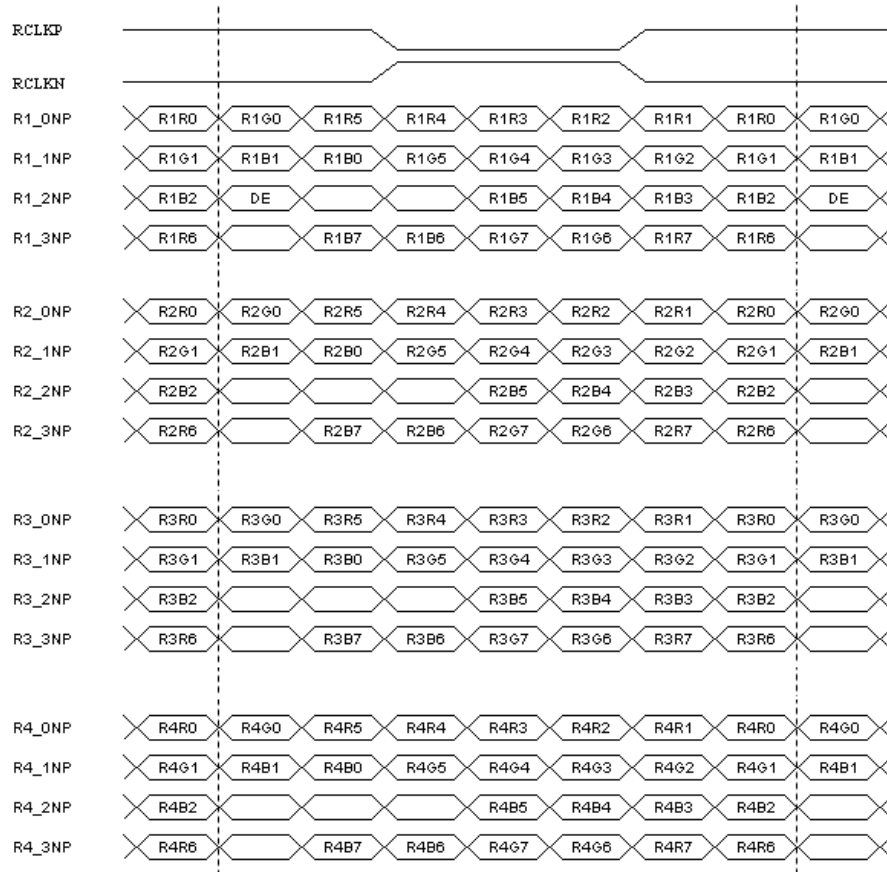 RCLKP
RCLKN
R1_0NP R1R0 R1G0 R1R5 R1R4 R1R3 R1R2 R1R1 R1R0 R1G0
R1_1NP R1G1 R1B1 R1B0 R1G5 R1G4 R1G3 R1G2 R1G1 R1B1
R1_2NP R1B2 DE R1B5 R1B4 R1B3 R1B2 DE
R1_3NP R1R6 R1B7 R1B6 R1G7 R1G6 R1R7 R1R6
R2_0NP R2R0 R2G0 R2R5 R2R4 R2R3 R2R2 R2R1 R2R0 R2G0
R2_1NP R2G1 R2B1 R2B0 R2G5 R2G4 R2G3 R2G2 R2G1 R2B1
R2_2NP R2B2 R2B5 R2B4 R2B3 R2B2
R2_3NP R2R6 R2B7 R2B6 R2G7 R2G6 R2R7 R2R6
R3_0NP R3R0 R3G0 R3R5 R3R4 R3R3 R3R2 R3R1 R3R0 R3G0
R3_1NP R3G1 R3B1 R3B0 R3G5 R3G4 R3G3 R3G2 R3G1 R3B1
R3_2NP R3B2 R3B5 R3B4 R3B3 R3B2
R3_3NP R3R6 R3B7 R3B6 R3G7 R3G6 R3R7 R3R6
R4_0NP R4R0 R4G0 R4R5 R4R4 R4R3 R4R2 R4R1 R4R0 R4G0
R4_1NP R4G1 R4B1 R4B0 R4G5 R4G4 R4G3 R4G2 R4G1 R4B1
R4_2NP R4B2 R4B5 R4B4 R4B3 R4B2
R4_3NP R4R6 R4B7 R4B6 R4G7 R4G6 R4R7 R4R6